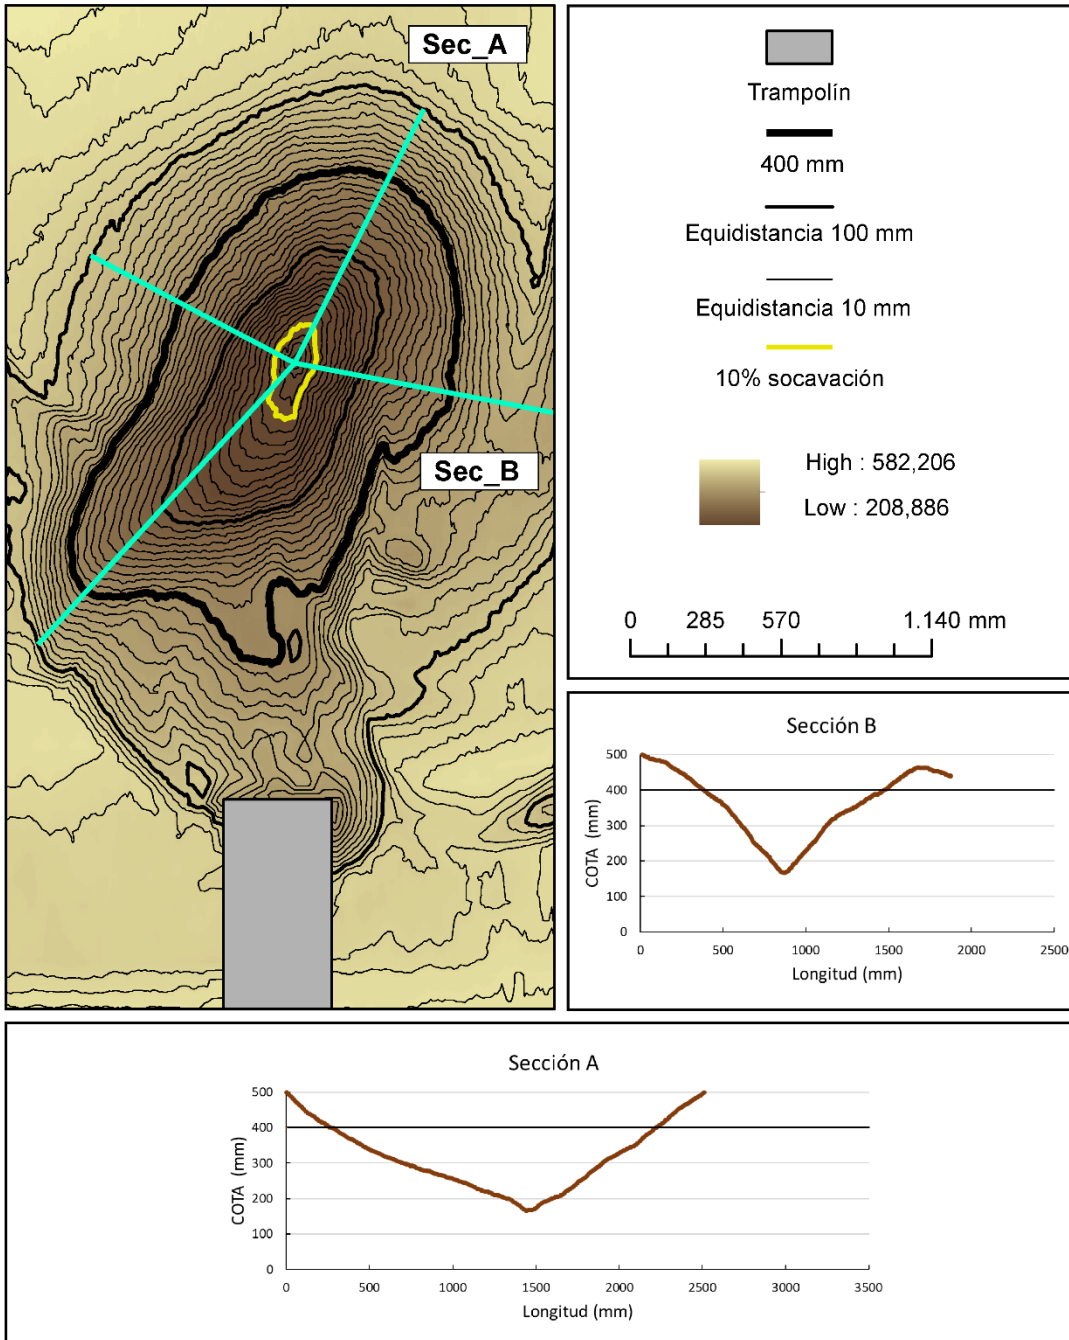 Sec_A
Sec_B
Trampolín
400 mm
Equidistancia 100 mm
Equidistancia 10 mm
10% socavación
High : 582,206
Low : 208,886
0 285 570 1.140 mm
Sección B
500
400
300
200
100
0
COTA (mm)
0 500 1000 1500 2000 2500
Longitud (mm)
Sección A
500
400
300
200
100
0
COTA (mm)
0 500 1000 1500 2000 2500 3000 3500
Longitud (mm)